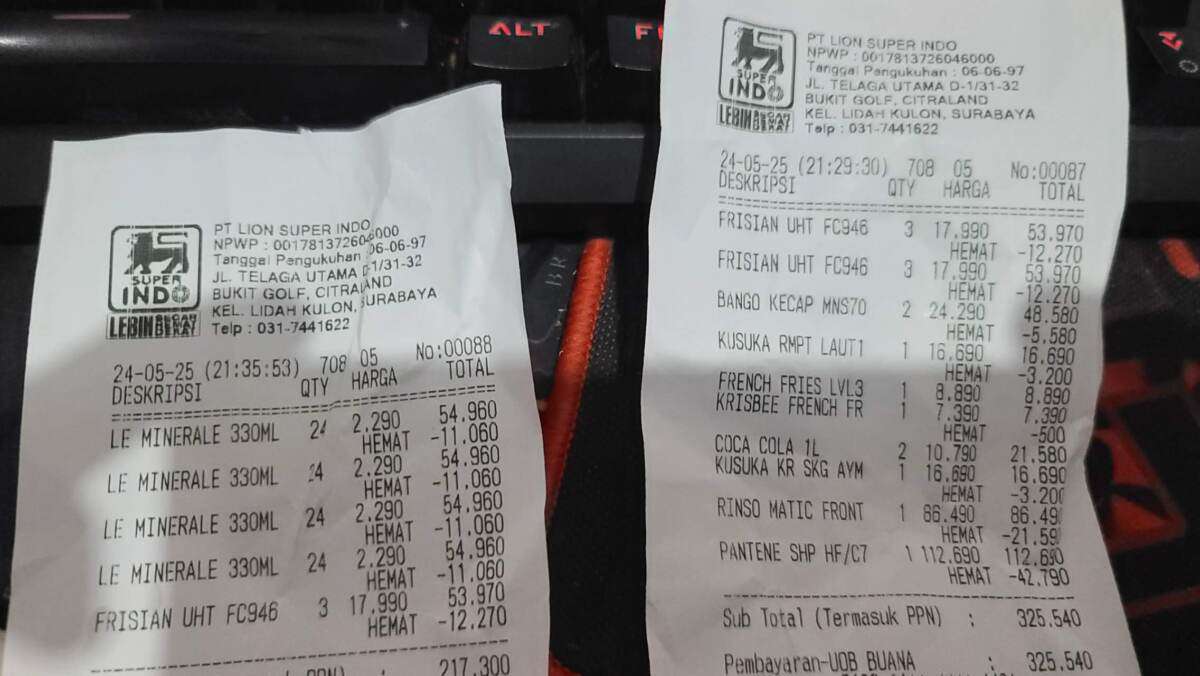 ALT
PT LION SUPER INDO
NPWP : 0017813726046000
Tanggal Pengukuhan : 06-06-97
JL. TELAGA UTAMA D-1/31-32
BUKIT GOLF, CITRALAND
KEL. LIDAH KULON, SURABAYA
Telp : 031-7441622
SUPER
INDO
24-05-25 (21:35:53) 708 05 No:00088
DESKRIPSI QTY HARGA TOTAL
LE MINERALE 330ML 24 2.290 54.960
HEMAT -11.060
LE MINERALE 330ML 24 2.290 54.960
HEMAT -11.060
LE MINERALE 330ML 24 2.290 54.960
HEMAT -11.060
LE MINERALE 330ML 24 2.290 54.960
HEMAT -11.060
FRISIAN UHT FC946 3 17.990 53.970
HEMAT -12.270
PPN) : 217.300
PT LION SUPER INDO
NPWP : 0017813726046000
Tanggal Pengukuhan : 06-06-97
JL. TELAGA UTAMA D-1/31-32
BUKIT GOLF, CITRALAND
KEL. LIDAH KULON, SURABAYA
Telp : 031-7441622
SUPER
INDO
24-05-25 (21:29:30) 708 05 No:00087
DESKRIPSI QTY HARGA TOTAL
FRISIAN UHT FC946 3 17.990 53.970
HEMAT -12.270
FRISIAN UHT FC946 3 17.990 53.970
HEMAT -12.270
BANGO KECAP MNS70 2 24.290 48.580
HEMAT -5.580
KUSUKA RMPT LAUT1 1 16.690 16.690
HEMAT -3.200
FRENCH FRIES LVL3 1 8.890 8.890
KRISBEE FRENCH FR 1 7.390 7.390
HEMAT -500
COCA COLA 1L 2 10.790 21.580
KUSUKA KR SKG AYM 1 16.690 16.690
HEMAT -3.200
RINSO MATIC FRONT 1 86.490 86.490
HEMAT -21.590
PANTENE SHP HF/C7 1 112.690 112.690
HEMAT -42.790
Sub Total (Termasuk PPN) : 325.540
Pembayaran-UOB BUANA : 325.540